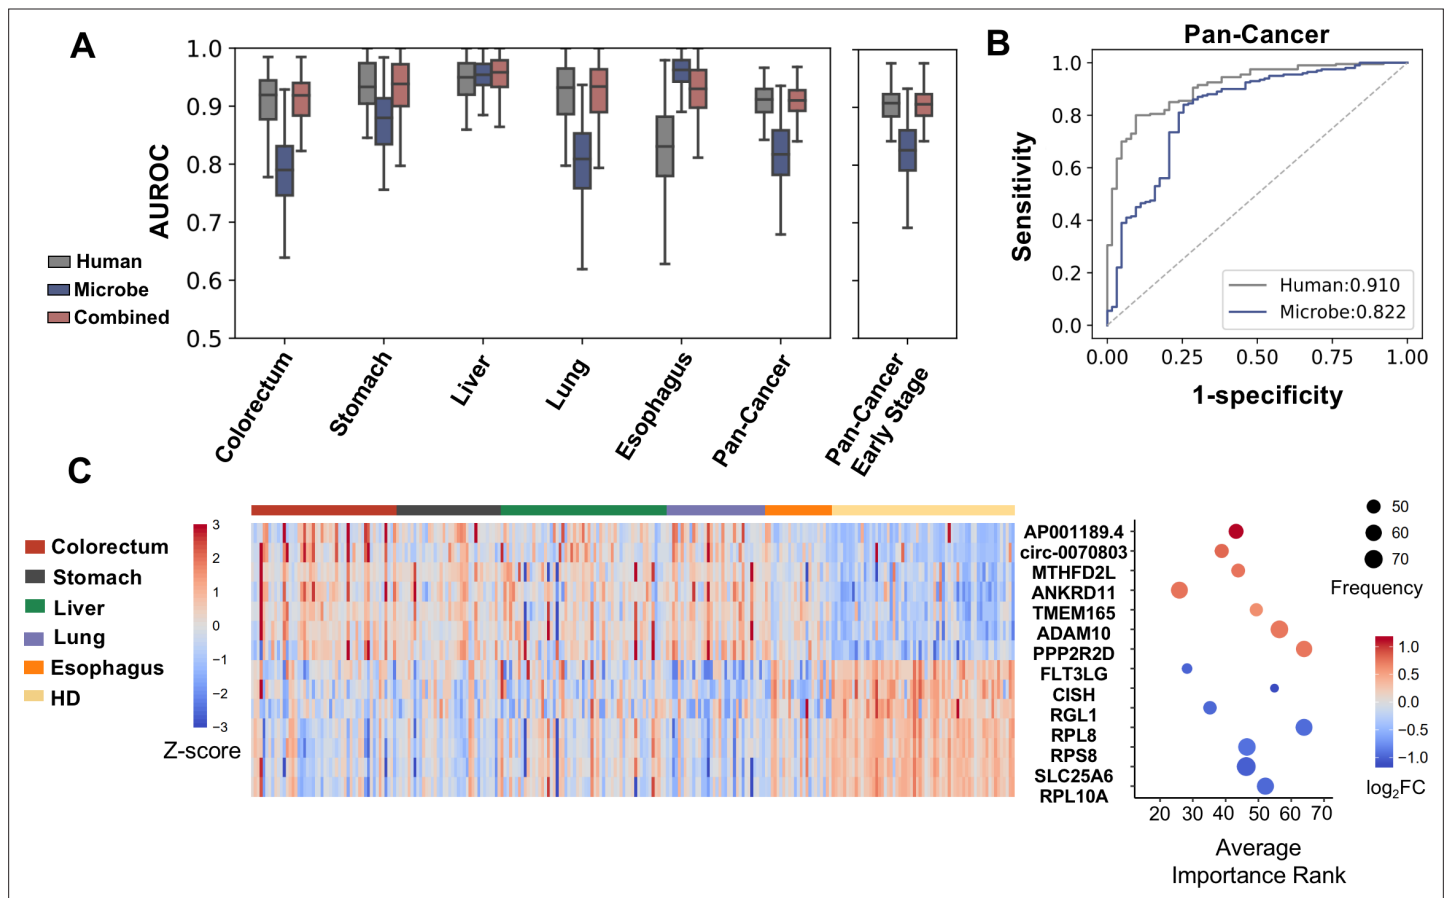 A
1.0
0.9
0.8
0.7
0.6
0.5
AUROC
Human
Microbe
Combined
Colorectum
Stomach
Liver
Lung
Esophagus
Pan-Cancer
Pan-Cancer
Early Stage
B
Pan-Cancer
1.0
0.8
0.6
0.4
0.2
0.0
Sensitivity
Human:0.910
Microbe:0.822
0.00 0.25 0.50 0.75 1.00
1-specificity
C
Colorectum
Stomach
Liver
Lung
Esophagus
HD
3
2
1
0
−1
−2
−3
Z-score
AP001189.4
circ-0070803
MTHFD2L
ANKRD11
TMEM165
ADAM10
PPP2R2D
FLT3LG
CISH
RGL1
RPL8
RPS8
SLC25A6
RPL10A
20 30 40 50 60 70
Average
Importance Rank
50
60
70
Frequency
1.0
0.5
0.0
−0.5
−1.0
log₂FC